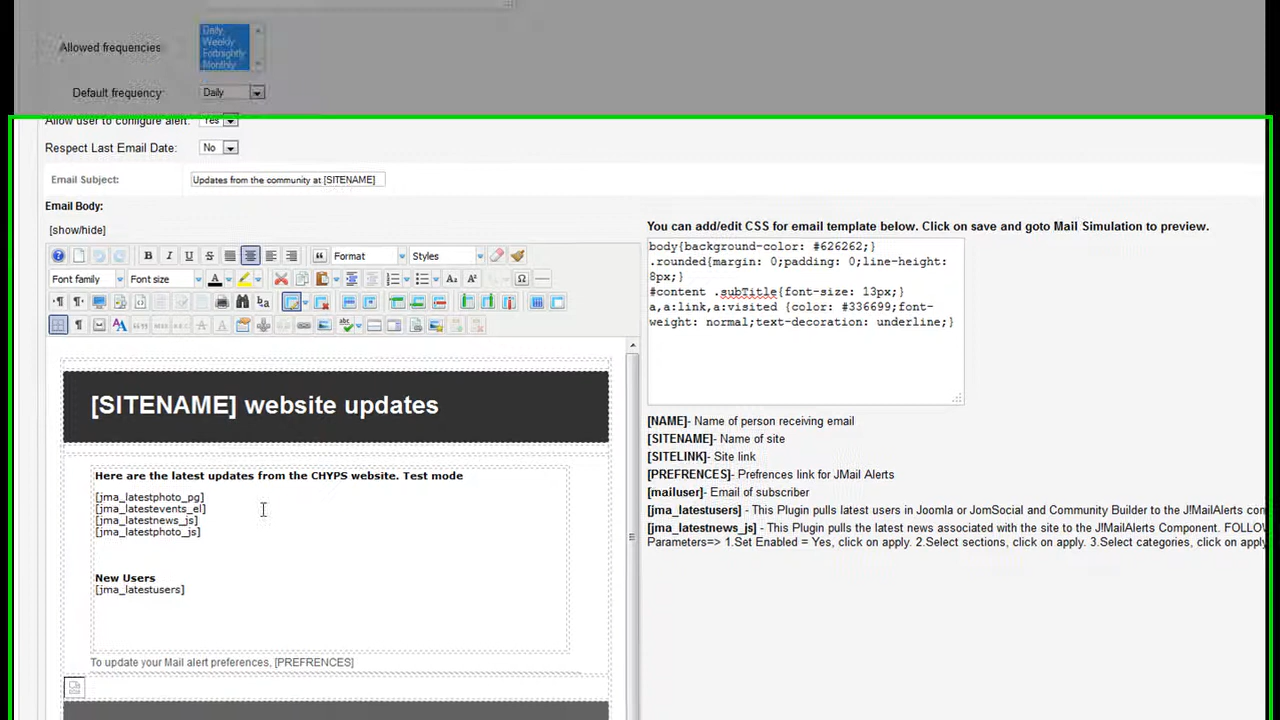 Allowed frequencies
Daily
Weekly
Fortnightly
Monthly
Default frequency:
Daily
Allow user to configure alert:
Yes
Respect Last Email Date:
No
Email Subject:
Updates from the community at [SITENAME]
Email Body:
[show/hide]
B I U S
Format
Styles
Font family
Font size
[SITENAME] website updates
Here are the latest updates from the CHYPS website. Test mode
[jma_latestphoto_pg]
[jma_latestevents_el]
[jma_latestnews_js]
[jma_latestphoto_js]
New Users
[jma_latestusers]
To update your Mail alert preferences, [PREFRENCES]
You can add/edit CSS for email template below. Click on save and goto Mail Simulation to preview.
body{background-color: #626262;}
.rounded{margin: 0;padding: 0;line-height:
8px;}
#content .subTitle{font-size: 13px;}
a,a:link,a:visited {color: #336699;font-
weight: normal;text-decoration: underline;}
[NAME]- Name of person receiving email
[SITENAME]- Name of site
[SITELINK]- Site link
[PREFRENCES]- Prefrences link for JMail Alerts
[mailuser]- Email of subscriber
[jma_latestusers] - This Plugin pulls latest users in Joomla or JomSocial and Community Builder to the J!MailAlerts con
[jma_latestnews_js] - This Plugin pulls the latest news associated with the site to the J!MailAlerts Component. FOLLOW
Parameters=> 1.Set Enabled = Yes, click on apply. 2.Select sections, click on apply. 3.Select categories, click on apply